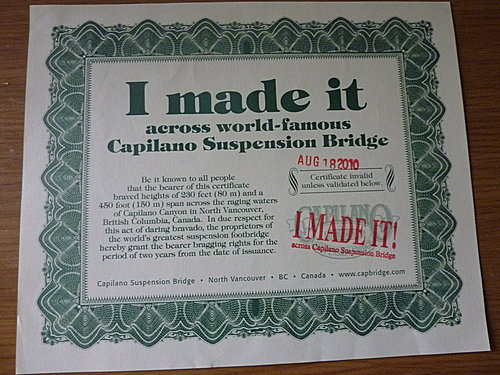 I made it
across world-famous
Capilano Suspension Bridge
AUG 18 2010
Certificate invalid
unless validated below.
Be it known to all people
that the bearer of this certificate
braved heights of 230 feet (80 m) and a
450 foot (150 m) span across the raging waters
of Capilano Canyon in North Vancouver,
British Columbia, Canada. In due respect for
this act of daring bravado, the proprietors of
the world's greatest suspension footbridge
hereby grant the bearer bragging rights for the
period of two years from the date of issuance.
CAPILANO
I MADE IT!
across Capilano Suspension Bridge
Capilano Suspension Bridge • North Vancouver • BC • Canada • www.capbridge.com